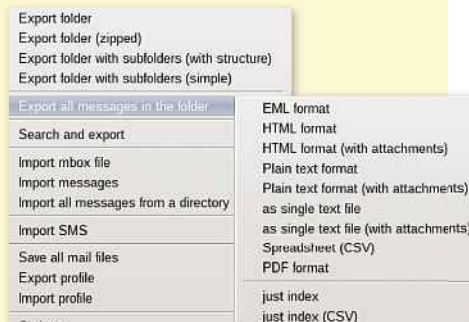 Export folder
Export folder (zipped)
Export folder with subfolders (with structure)
Export folder with subfolders (simple)
Export all messages in the folder
Search and export
Import mbox file
Import messages
Import all messages from a directory
Import SMS
Save all mail files
Export profile
Import profile
EML format
HTML format
HTML format (with attachments)
Plain text format
Plain text format (with attachments)
as single text file
as single text file (with attachments)
Spreadsheet (CSV)
PDF format
just index
just index (CSV)